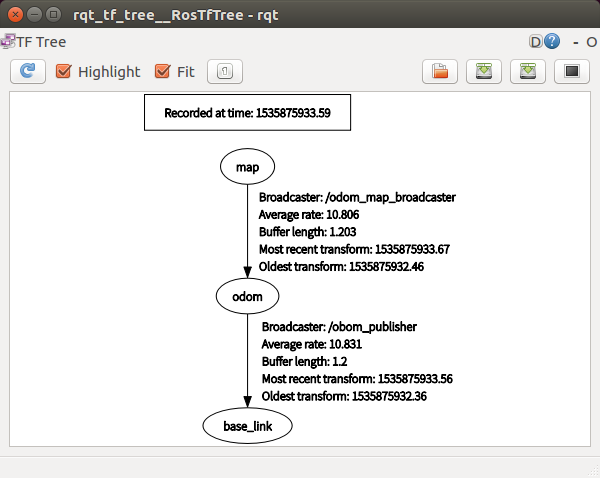 rqt_tf_tree__RosTfTree - rqt
TF Tree
D ? - O
Highlight Fit
Recorded at time: 1535875933.59
map
Broadcaster: /odom_map_broadcaster
Average rate: 10.806
Buffer length: 1.203
Most recent transform: 1535875933.67
Oldest transform: 1535875932.46
odom
Broadcaster: /obom_publisher
Average rate: 10.831
Buffer length: 1.2
Most recent transform: 1535875933.56
Oldest transform: 1535875932.36
base_link